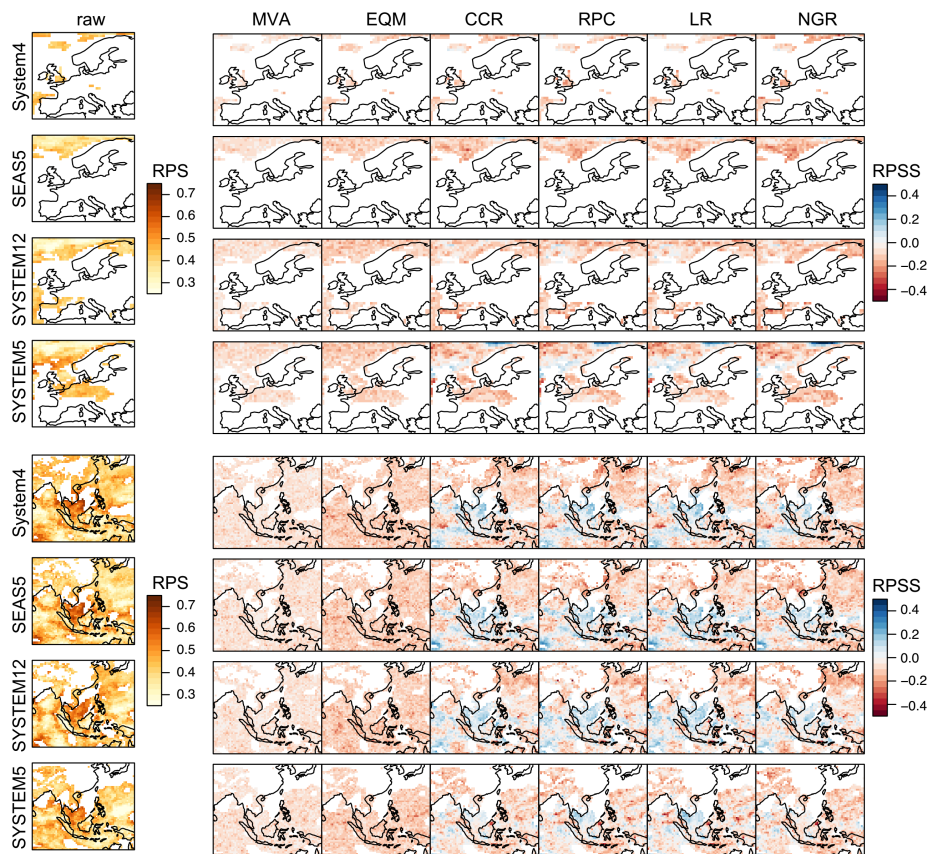 raw
MVA EQM CCR RPC LR NGR
System4
SEAS5
SYSTEM12
SYSTEM5
RPS
0.7
0.6
0.5
0.4
0.3
RPSS
0.4
0.2
0.0
−0.2
−0.4
System4
SEAS5
SYSTEM12
SYSTEM5
RPS
0.7
0.6
0.5
0.4
0.3
RPSS
0.4
0.2
0.0
−0.2
−0.4